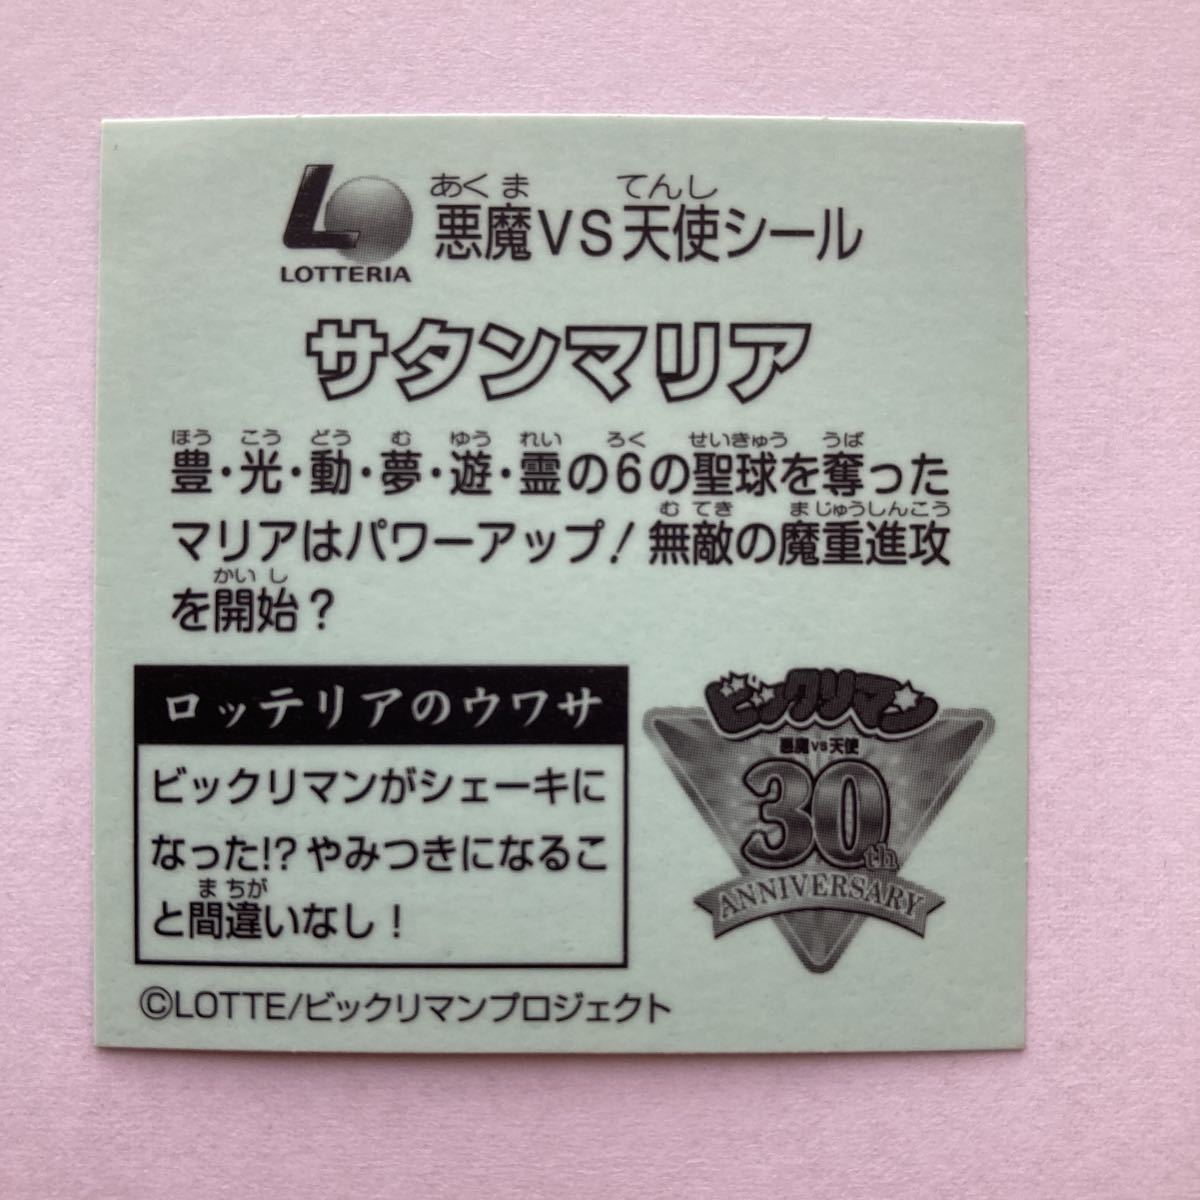 LOTTERIA
あくま てんし
悪魔VS天使シール
サタンマリア
ほう こう どう む ゆう れい ろく せいきゅう うば
豊・光・動・夢・遊・霊の6の聖球を奪った
むてき まじゅうしんこう
マリアはパワーアップ!無敵の魔重進攻
かいし
を開始?
ロッテリアのウワサ
ビックリマンがシェーキに
なった!?やみつきになるこ
まちが
と間違いなし!
ビックリマン
悪魔VS天使
30th
ANNIVERSARY
©LOTTE/ビックリマンプロジェクト